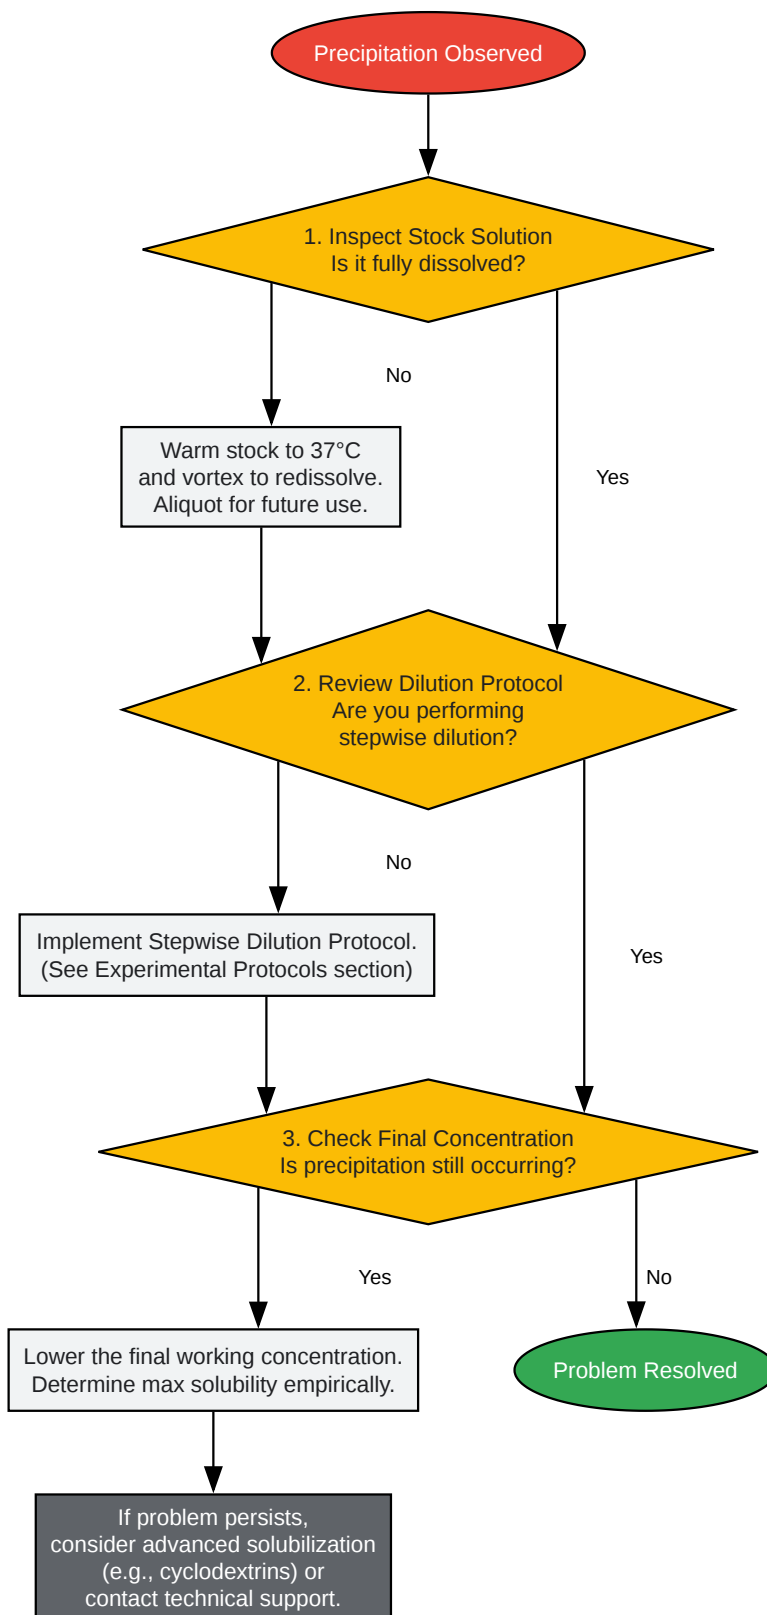 Precipitation Observed
1. Inspect Stock Solution
Is it fully dissolved?
No
Warm stock to 37°C
and vortex to redissolve.
Aliquot for future use.
Yes
2. Review Dilution Protocol
Are you performing
stepwise dilution?
No
Implement Stepwise Dilution Protocol.
(See Experimental Protocols section)
Yes
3. Check Final Concentration
Is precipitation still occurring?
Yes
No
Lower the final working concentration.
Determine max solubility empirically.
Problem Resolved
If problem persists,
consider advanced solubilization
(e.g., cyclodextrins) or
contact technical support.